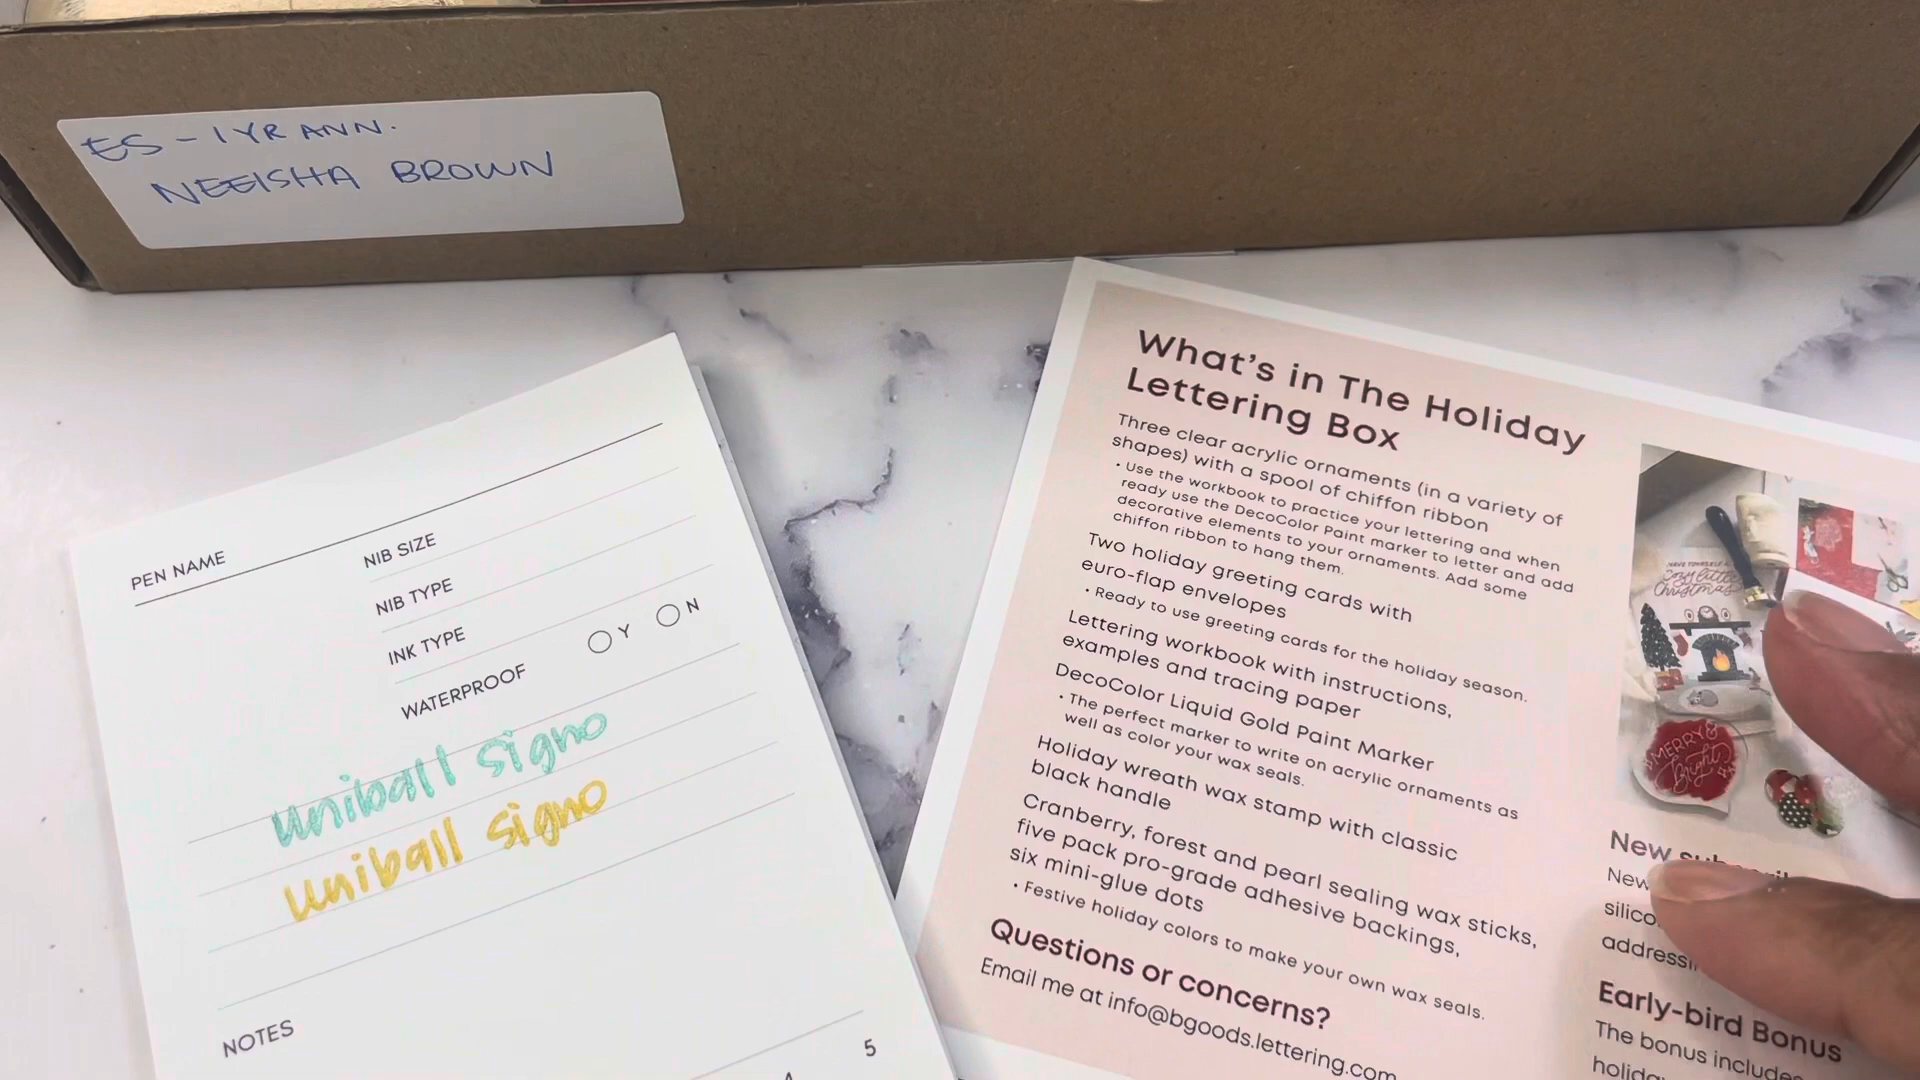 ES - 1 YR ANN.
NEEISHA BROWN
PEN NAME
NIB SIZE
NIB TYPE
INK TYPE
WATERPROOF Y N
uniball signo
uniball signo
NOTES
5
What's in The Holiday
Lettering Box
Three clear acrylic ornaments (in a variety of
shapes) with a spool of chiffon ribbon
• Use the workbook to practice your lettering and when
ready use the DecoColor Paint marker to letter and add
decorative elements to your ornaments. Add some
chiffon ribbon to hang them.
Two holiday greeting cards with
euro-flap envelopes
• Ready to use greeting cards for the holiday season.
Lettering workbook with instructions,
examples and tracing paper
DecoColor Liquid Gold Paint Marker
• The perfect marker to write on acrylic ornaments as
well as color your wax seals.
Holiday wreath wax stamp with classic
black handle
Cranberry, forest and pearl sealing wax sticks,
five pack pro-grade adhesive backings,
six mini-glue dots
• Festive holiday colors to make your own wax seals.
Questions or concerns?
Email me at info@bgoods.lettering.com
HAVE YOURSELF A
Cozy little
Christmas
MERRY &
Bright
New
New
Early-bird Bonus
The bonus includes